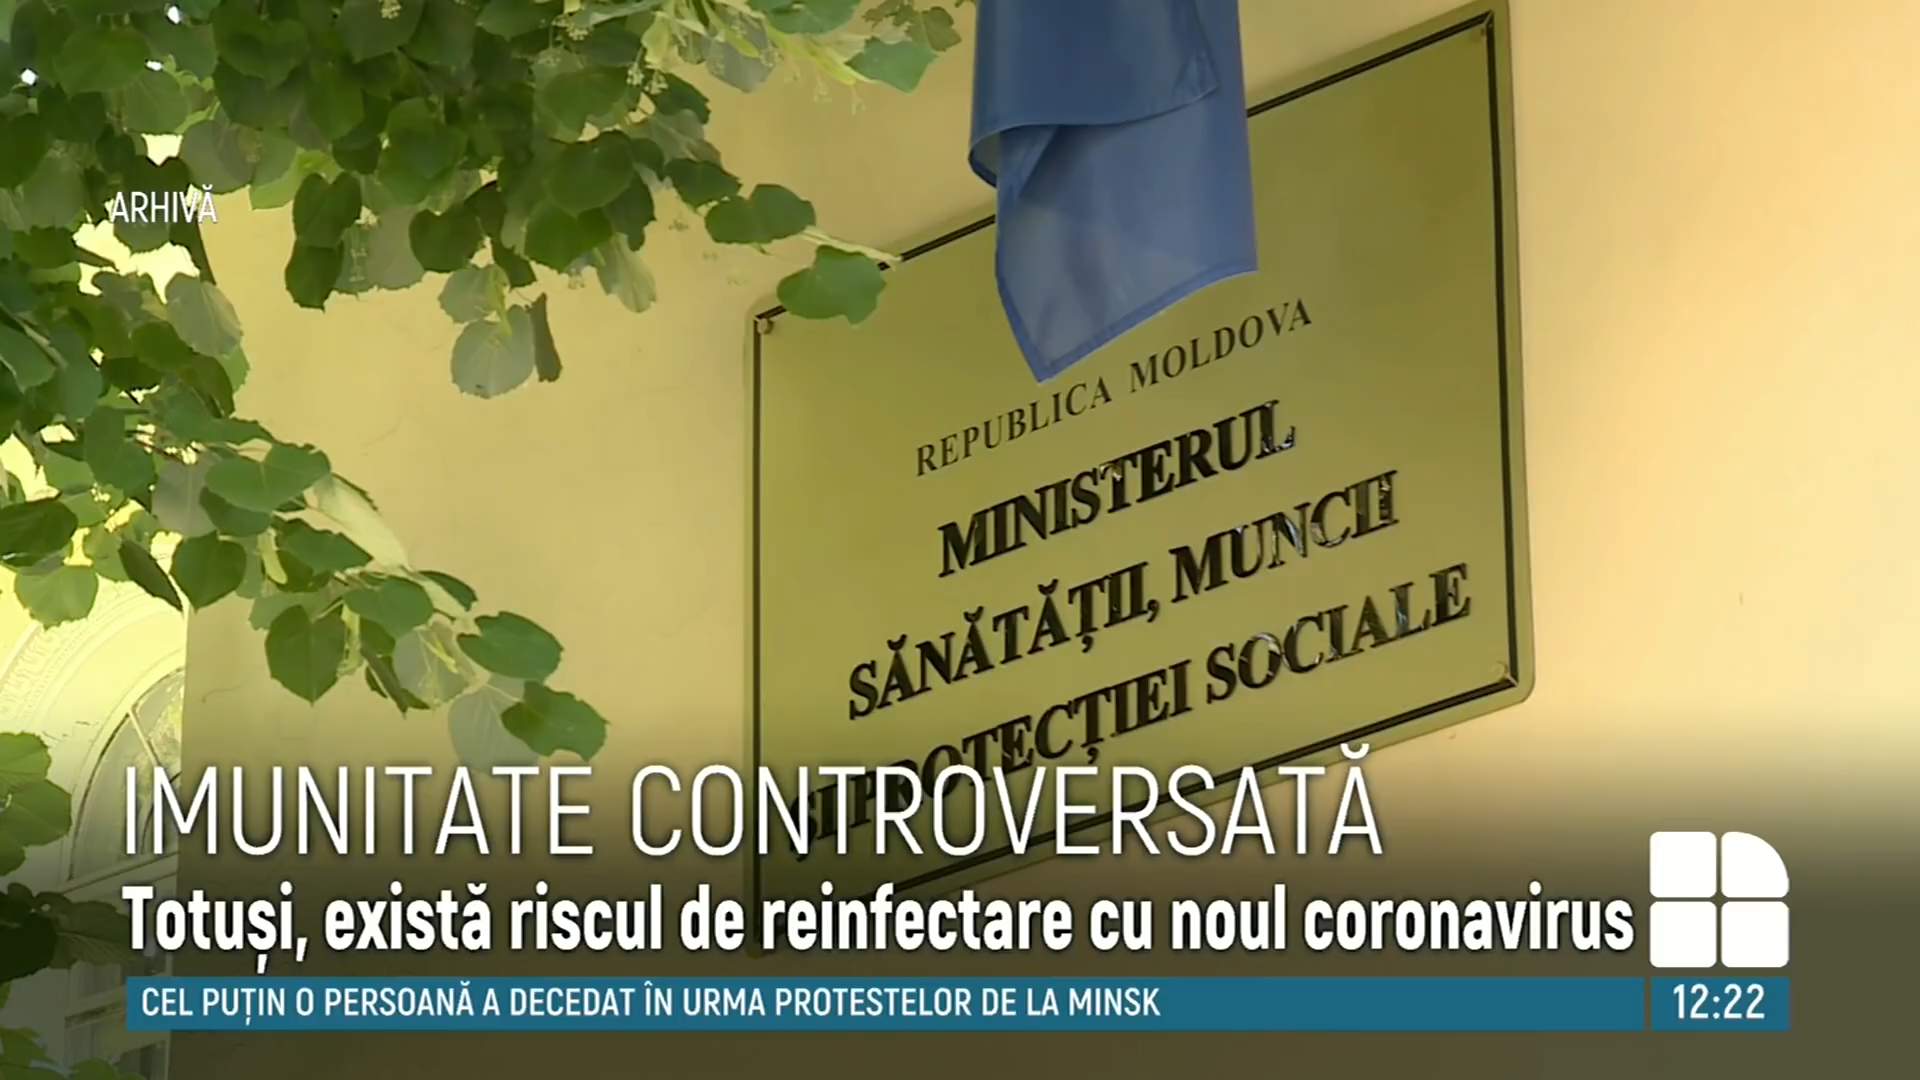 ARHIVĂ
REPUBLICA MOLDOVA
MINISTERUL
SĂNĂTĂȚII, MUNCII
ȘI PROTECȚIEI SOCIALE
IMUNITATE CONTROVERSATĂ
Totuși, există riscul de reinfectare cu noul coronavirus
CEL PUȚIN O PERSOANĂ A DECEDAT ÎN URMA PROTESTELOR DE LA MINSK
12:22